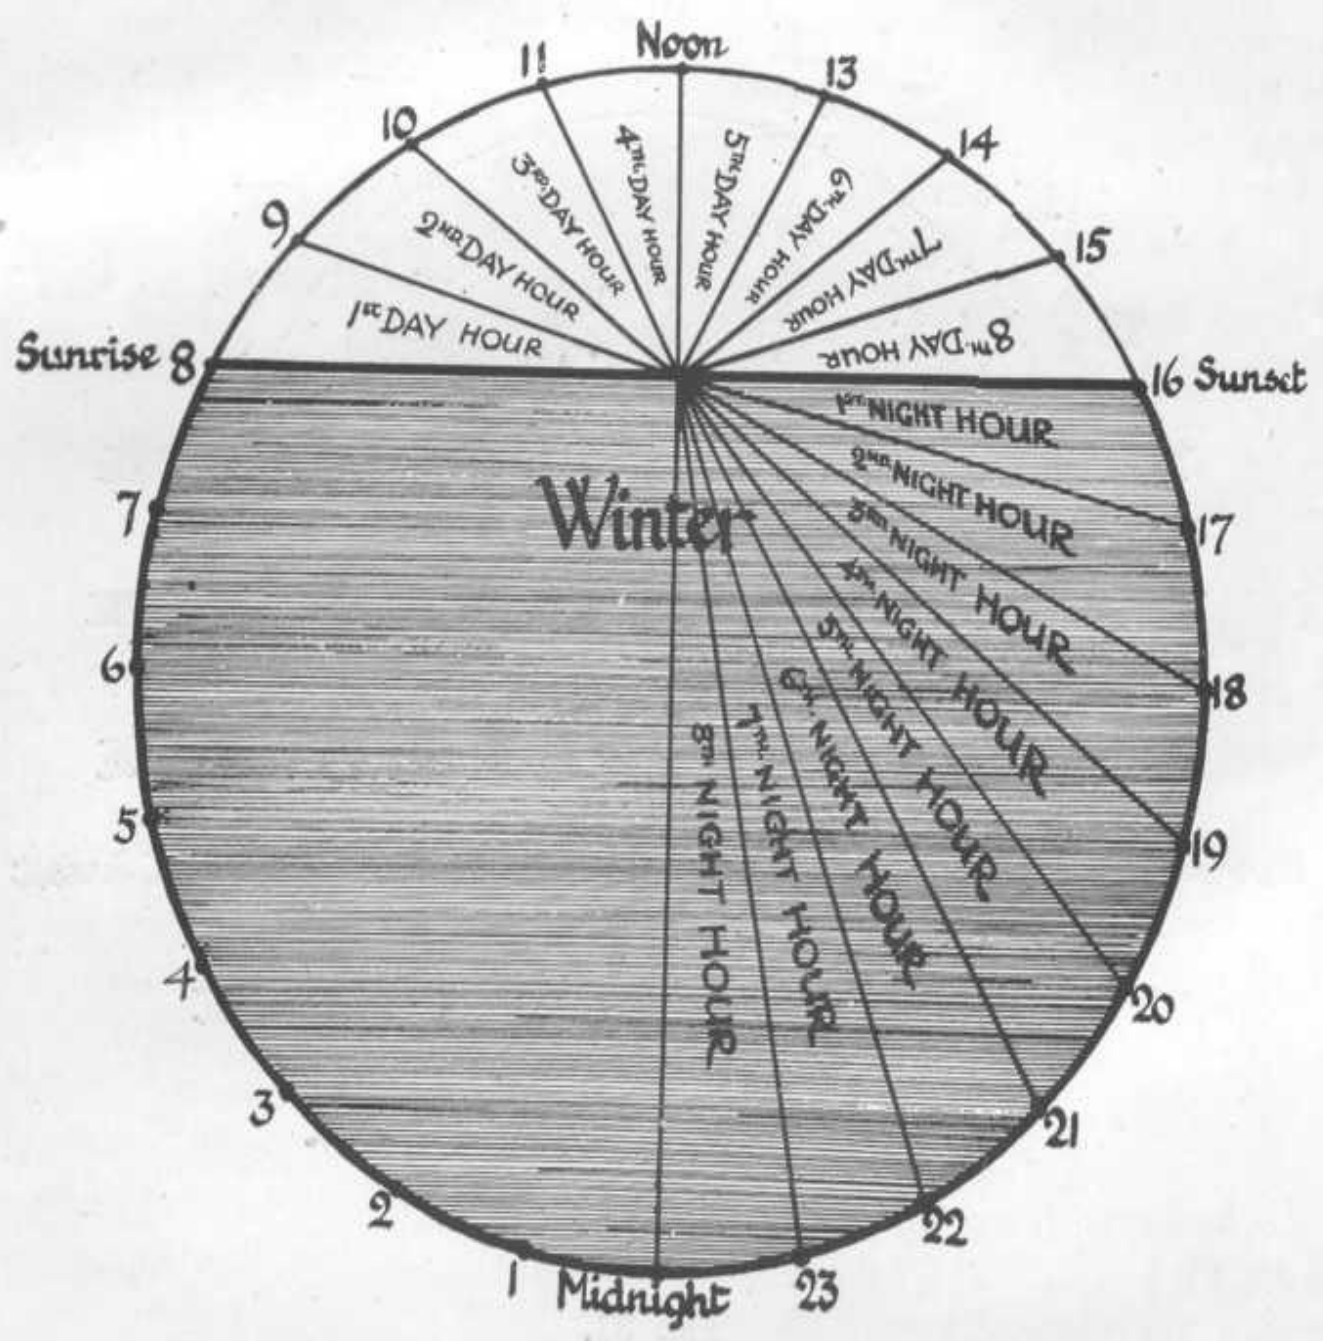 Noon
11
13
10
14
9
15
Sunrise 8
16 Sunset
1ST DAY HOUR
2ND. DAY HOUR
3RD. DAY HOUR
4TH. DAY HOUR
5TH DAY HOUR
6TH. DAY HOUR
7TH DAY HOUR
8TH. DAY HOUR
1ST. NIGHT HOUR
2ND. NIGHT HOUR
3RD NIGHT HOUR
4TH. NIGHT HOUR
5TH. NIGHT HOUR
6TH. NIGHT HOUR
7TH. NIGHT HOUR
8TH NIGHT HOUR
Winter
7
17
6
18
5
19
4
20
3
21
2
22
1
Midnight
23